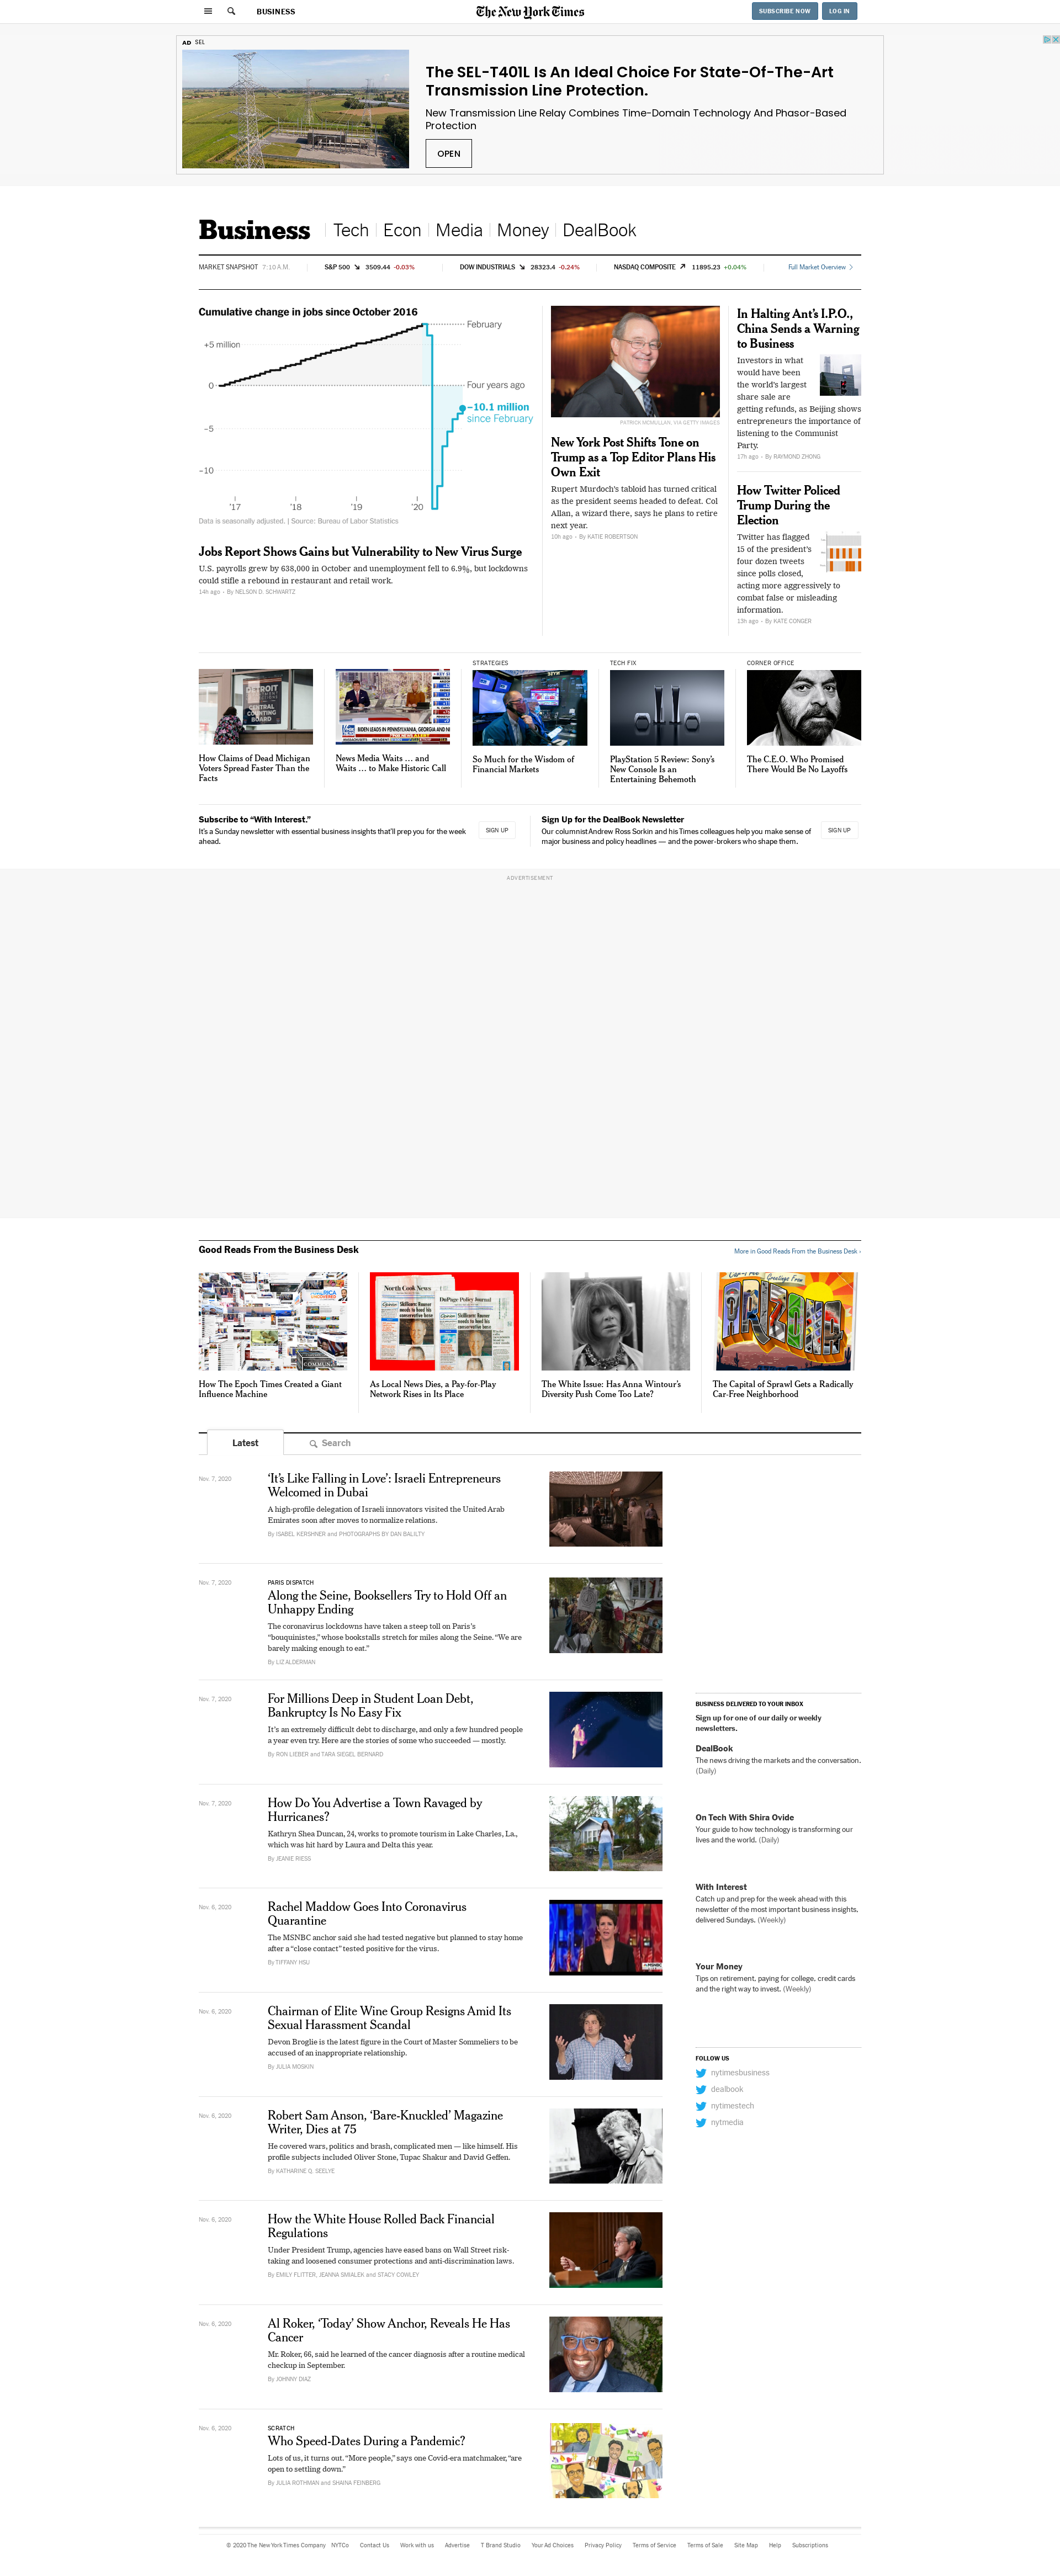 BUSINESS
The New York Times
SUBSCRIBE NOW
LOG IN
AD SEL
The SEL-T401L Is An Ideal Choice For State-Of-The-Art
Transmission Line Protection.
New Transmission Line Relay Combines Time-Domain Technology And Phasor-Based
Protection
OPEN
Business
Tech
Econ
Media
Money
DealBook
MARKET SNAPSHOT 7:10 A.M.
S&P 500 3509.44 -0.03%
DOW INDUSTRIALS 28323.4 -0.24%
NASDAQ COMPOSITE 11895.23 +0.04%
Full Market Overview
Cumulative change in jobs since October 2016
February
+5 million
0
Four years ago
–10.1 million
since February
–5
–10
'17
'18
'19
'20
Data is seasonally adjusted. | Source: Bureau of Labor Statistics
Jobs Report Shows Gains but Vulnerability to New Virus Surge
U.S. payrolls grew by 638,000 in October and unemployment fell to 6.9%, but lockdowns
could stifle a rebound in restaurant and retail work.
14h ago - By NELSON D. SCHWARTZ
PATRICK MCMULLAN, VIA GETTY IMAGES
New York Post Shifts Tone on
Trump as a Top Editor Plans His
Own Exit
Rupert Murdoch's tabloid has turned critical
as the president seems headed to defeat. Col
Allan, a wizard there, says he plans to retire
next year.
10h ago - By KATIE ROBERTSON
In Halting Ant's I.P.O.,
China Sends a Warning
to Business
Investors in what
would have been
the world's largest
share sale are
getting refunds, as Beijing shows
entrepreneurs the importance of
listening to the Communist
Party.
17h ago - By RAYMOND ZHONG
How Twitter Policed
Trump During the
Election
Twitter has flagged
15 of the president's
four dozen tweets
since polls closed,
acting more aggressively to
combat false or misleading
information.
13h ago - By KATE CONGER
DETROIT
CENTRAL
COUNTING
BOARD
How Claims of Dead Michigan
Voters Spread Faster Than the
Facts
BIDEN LEADS IN PENNSYLVANIA, GEORGIA AND
News Media Waits … and
Waits … to Make Historic Call
STRATEGIES
So Much for the Wisdom of
Financial Markets
TECH FIX
PlayStation 5 Review: Sony's
New Console Is an
Entertaining Behemoth
CORNER OFFICE
The C.E.O. Who Promised
There Would Be No Layoffs
Subscribe to “With Interest.”
It's a Sunday newsletter with essential business insights that'll prep you for the week
ahead.
SIGN UP
Sign Up for the DealBook Newsletter
Our columnist Andrew Ross Sorkin and his Times colleagues help you make sense of
major business and policy headlines — and the power-brokers who shape them.
SIGN UP
ADVERTISEMENT
Good Reads From the Business Desk
More in Good Reads From the Business Desk ›
How The Epoch Times Created a Giant
Influence Machine
North Cook News
DuPage Policy Journal
As Local News Dies, a Pay-for-Play
Network Rises in Its Place
The White Issue: Has Anna Wintour's
Diversity Push Come Too Late?
Greetings From
ARIZONA
The Capital of Sprawl Gets a Radically
Car-Free Neighborhood
Latest
Search
Nov. 7, 2020
‘It's Like Falling in Love': Israeli Entrepreneurs
Welcomed in Dubai
A high-profile delegation of Israeli innovators visited the United Arab
Emirates soon after moves to normalize relations.
By ISABEL KERSHNER and PHOTOGRAPHS BY DAN BALILTY
Nov. 7, 2020
PARIS DISPATCH
Along the Seine, Booksellers Try to Hold Off an
Unhappy Ending
The coronavirus lockdowns have taken a steep toll on Paris's
“bouquinistes,” whose bookstalls stretch for miles along the Seine. “We are
barely making enough to eat.”
By LIZ ALDERMAN
Nov. 7, 2020
For Millions Deep in Student Loan Debt,
Bankruptcy Is No Easy Fix
It's an extremely difficult debt to discharge, and only a few hundred people
a year even try. Here are the stories of some who succeeded — mostly.
By RON LIEBER and TARA SIEGEL BERNARD
Nov. 7, 2020
How Do You Advertise a Town Ravaged by
Hurricanes?
Kathryn Shea Duncan, 24, works to promote tourism in Lake Charles, La.,
which was hit hard by Laura and Delta this year.
By JEANIE RIESS
Nov. 6, 2020
Rachel Maddow Goes Into Coronavirus
Quarantine
The MSNBC anchor said she had tested negative but planned to stay home
after a “close contact” tested positive for the virus.
By TIFFANY HSU
Nov. 6, 2020
Chairman of Elite Wine Group Resigns Amid Its
Sexual Harassment Scandal
Devon Broglie is the latest figure in the Court of Master Sommeliers to be
accused of an inappropriate relationship.
By JULIA MOSKIN
Nov. 6, 2020
Robert Sam Anson, ‘Bare-Knuckled' Magazine
Writer, Dies at 75
He covered wars, politics and brash, complicated men — like himself. His
profile subjects included Oliver Stone, Tupac Shakur and David Geffen.
By KATHARINE Q. SEELYE
Nov. 6, 2020
How the White House Rolled Back Financial
Regulations
Under President Trump, agencies have eased bans on Wall Street risk-
taking and loosened consumer protections and anti-discrimination laws.
By EMILY FLITTER, JEANNA SMIALEK and STACY COWLEY
Nov. 6, 2020
Al Roker, ‘Today' Show Anchor, Reveals He Has
Cancer
Mr. Roker, 66, said he learned of the cancer diagnosis after a routine medical
checkup in September.
By JOHNNY DIAZ
Nov. 6, 2020
SCRATCH
Who Speed-Dates During a Pandemic?
Lots of us, it turns out. “More people,” says one Covid-era matchmaker, “are
open to settling down.”
By JULIA ROTHMAN and SHAINA FEINBERG
BUSINESS DELIVERED TO YOUR INBOX
Sign up for one of our daily or weekly
newsletters.
DealBook
The news driving the markets and the conversation.
(Daily)
On Tech With Shira Ovide
Your guide to how technology is transforming our
lives and the world. (Daily)
With Interest
Catch up and prep for the week ahead with this
newsletter of the most important business insights,
delivered Sundays. (Weekly)
Your Money
Tips on retirement, paying for college, credit cards
and the right way to invest. (Weekly)
FOLLOW US
nytimesbusiness
dealbook
nytimestech
nytmedia
© 2020 The New York Times Company NYTCo Contact Us Work with us Advertise T Brand Studio Your Ad Choices Privacy Policy Terms of Service Terms of Sale Site Map Help Subscriptions